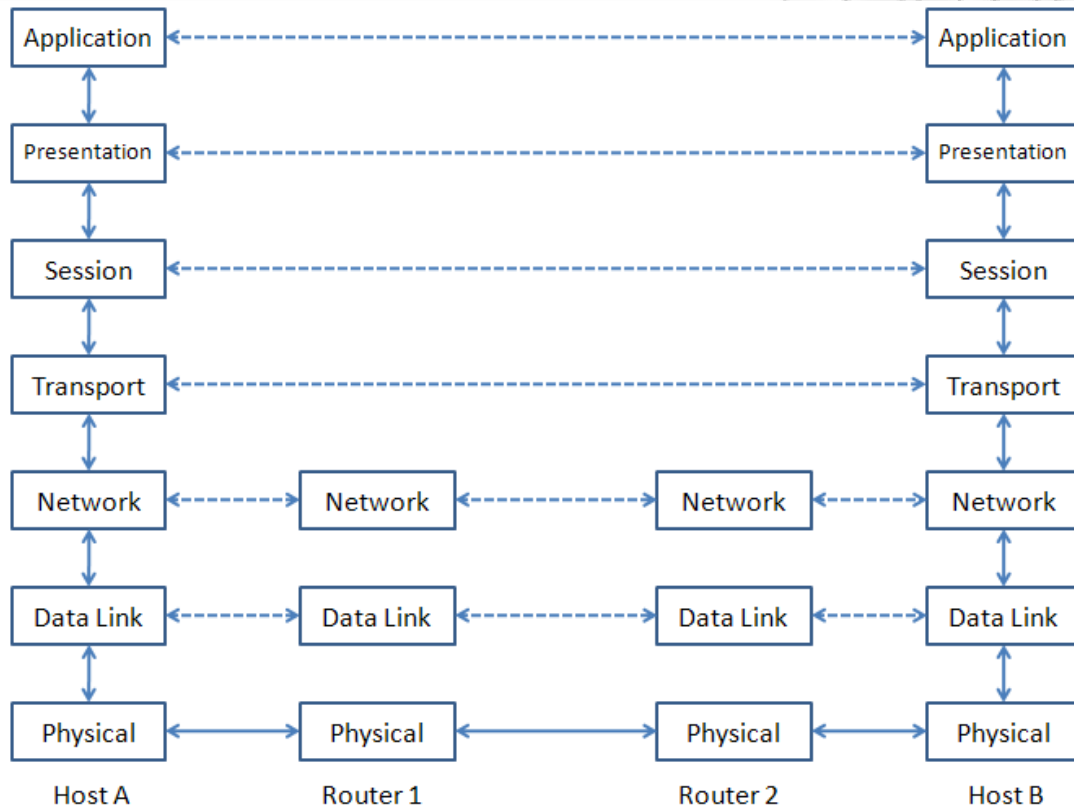 Application Application
Presentation Presentation
Session Session
Transport Transport
Network Network Network Network
Data Link Data Link Data Link Data Link
Physical Physical Physical Physical
Host A Router 1 Router 2 Host B